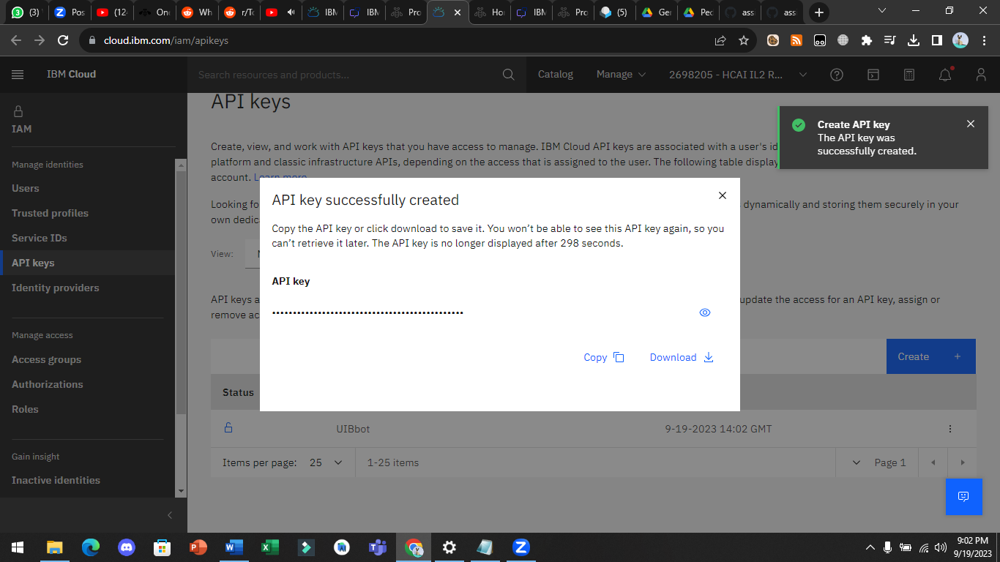 (3)
Pos
(12
On
Wh
r/To
IBM
IBM
Pro
Ho
IBM
Pro
(5)
Ger
Ped
ass
ass
cloud.ibm.com/iam/apikeys
IBM Cloud
Search resources and products...
Catalog
Manage
2698205 - HCAI IL2 R...
IAM
Manage identities
Users
Trusted profiles
Service IDs
API keys
Identity providers
Manage access
Access groups
Authorizations
Roles
Gain insight
Inactive identities
API keys
Create, view, and work with API keys that you have access to manage. IBM Cloud API keys are associated with a user's id
platform and classic infrastructure APIs, depending on the access that is assigned to the user. The following table display
account. Learn more
Looking fo
dynamically and storing them securely in your
own dedic
View:
API keys a
update the access for an API key, assign or
remove ac
Create API key
The API key was
successfully created.
API key successfully created
Copy the API key or click download to save it. You won't be able to see this API key again, so you
can't retrieve it later. The API key is no longer displayed after 298 seconds.
API key
••••••••••••••••••••••••••••••••••••••••••••
Copy
Download
Create +
Status
UIBbot
9-19-2023 14:02 GMT
Items per page: 25
1-25 items
Page 1
9:02 PM
9/19/2023